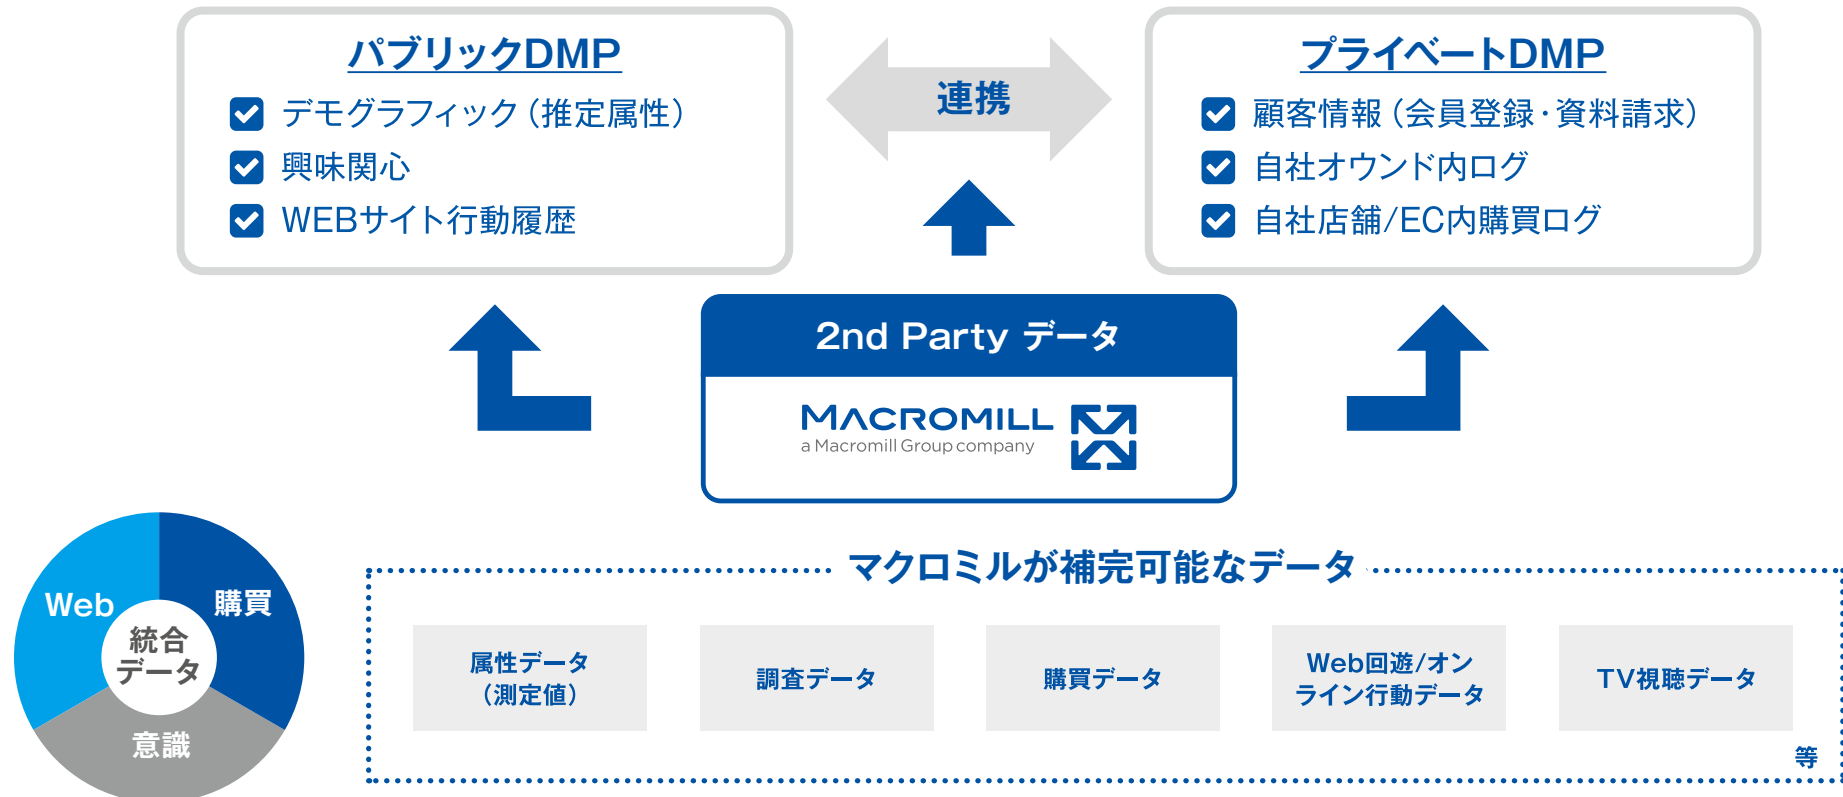 パブリックDMP
デモグラフィック（推定属性）
興味関心
WEBサイト行動履歴
連携
プライベートDMP
顧客情報（会員登録・資料請求）
自社オウンド内ログ
自社店舗/EC内購買ログ
2nd Party データ
MACROMILL
a Macromill Group company
Web
購買
統合
データ
意識
マクロミルが補完可能なデータ
属性データ
（測定値）
調査データ
購買データ
Web回遊/オン
ライン行動データ
TV視聴データ
等